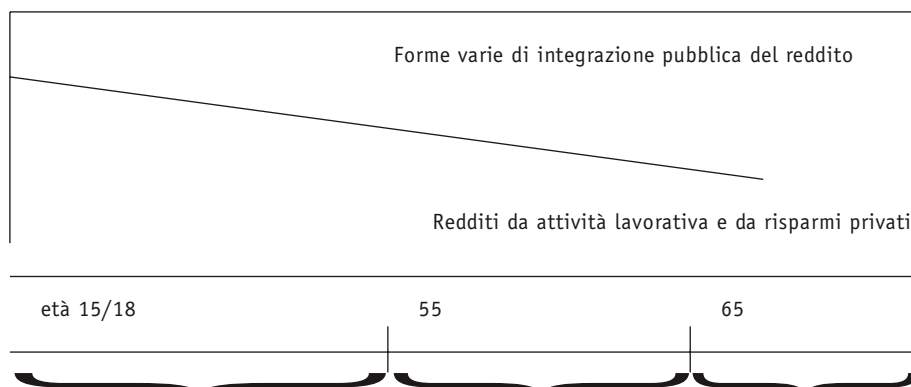 Forme varie di integrazione pubblica del reddito
Redditi da attività lavorativa e da risparmi privati
età 15/18 55 65